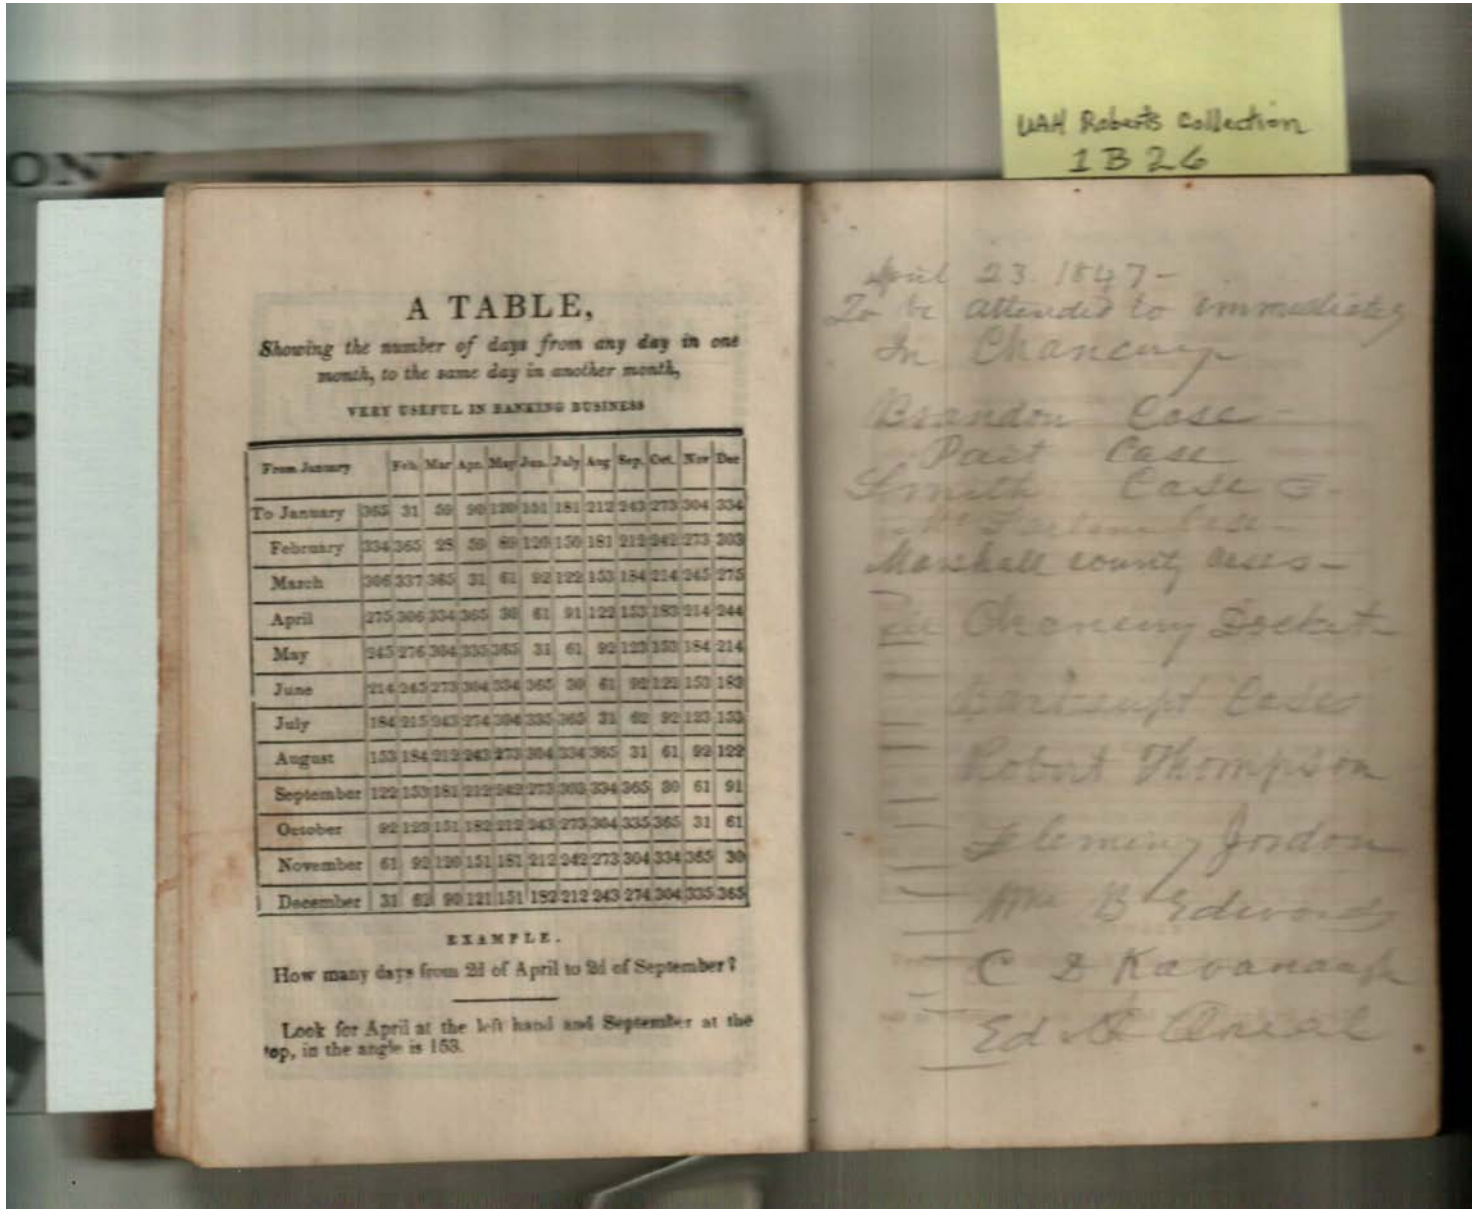 UAH Roberts Collection
1B26
ON
A TABLE,
Showing the number of days from any day in one
month, to the same day in another month,
VERY USEFUL IN BANKING BUSINESS
From January Feb. Mar Apr. May Jun. July Aug Sep. Oct. Nov Dec
To January 365 31 59 90 120 151 181 212 243 273 304 334
February 334 365 28 59 89 120 150 181 212 242 273 303
March 306 337 365 31 61 92 122 153 184 214 245 275
April 275 306 334 365 30 61 91 122 153 183 214 244
May 245 276 304 335 365 31 61 92 123 153 184 214
June 214 245 273 304 334 365 30 61 92 122 153 183
July 184 215 243 274 304 335 365 31 62 92 123 153
August 153 184 212 243 273 304 334 365 31 61 92 122
September 122 153 181 212 242 273 303 334 365 30 61 91
October 92 123 151 182 212 243 273 304 335 365 31 61
November 61 92 120 151 181 212 242 273 304 334 365 30
December 31 62 90 121 151 182 212 243 274 304 335 365
EXAMPLE.
How many days from 2d of April to 2d of September?
Look for April at the left hand and September at the
top, in the angle is 153.
April 23. 1847-
To be attended to immediately
In Chancery
Brandon Case -
Case
Smith Case
Case -
Marshall county cases -
Chancery Docket
Cases
Robert Thompson
Fleming Jordon
Wm B Edwards
C D Kavanaugh
Ed A Oneal